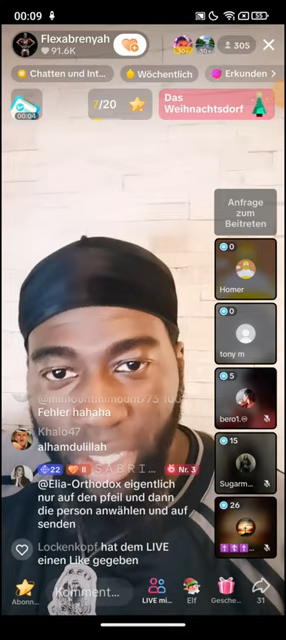 00:09
55
Flexabrenyah
91.6K
30+
305
Chatten und Int...
Wöchentlich
Erkunden
00:04
7/20
Das
Weihnachtsdorf
Anfrage
zum
Beitreten
0
Homer
0
tony m
5
bero1.
15
Sugarm...
26
Fehler hahaha
Khalo47
alhamdulillah
22 II S A B R I ... Nr. 3
@Elia-Orthodox eigentlich
nur auf den pfeil und dann
die person anwählen und auf
senden
Lockenkopf hat dem LIVE
einen Like gegeben
Abonn...
Komment...
LIVE mi...
Elf
Gesche...
31